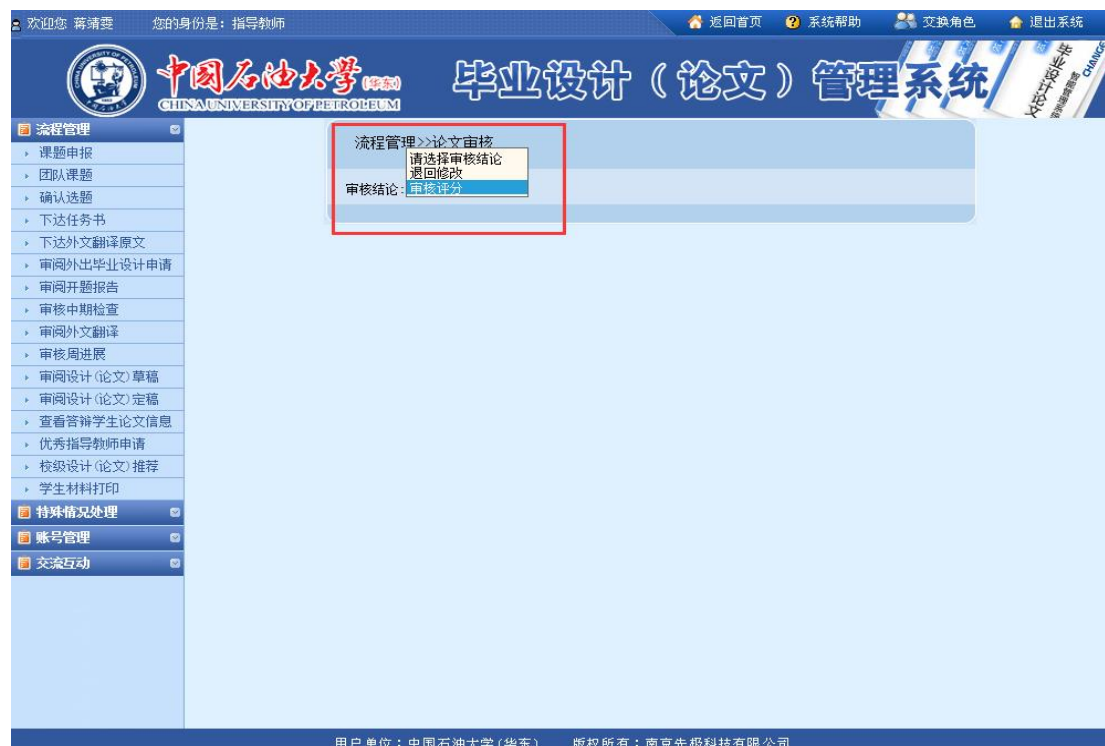 欢迎您 蒋靖雯 您的身份是：指导教师 返回首页 系统帮助 交换角色 退出系统
中国石油大学(华东) 毕业设计（论文）管理系统
CHINA UNIVERSITY OF PETROLEUM
毕业设计论文
智能管理系统
CHANG
流程管理
课题申报
团队课题
确认选题
下达任务书
下达外文翻译原文
审阅外出毕业设计申请
审阅开题报告
审核中期检查
审阅外文翻译
审核周进展
审阅设计(论文)草稿
审阅设计(论文)定稿
查看答辩学生论文信息
优秀指导教师申请
校级设计(论文)推荐
学生材料打印
特殊情况处理
账号管理
交流互动
流程管理>>论文审核
请选择审核结论
退回修改
审核结论：审核评分
用户单位：中国石油大学(华东) 版权所有：南京先极科技有限公司